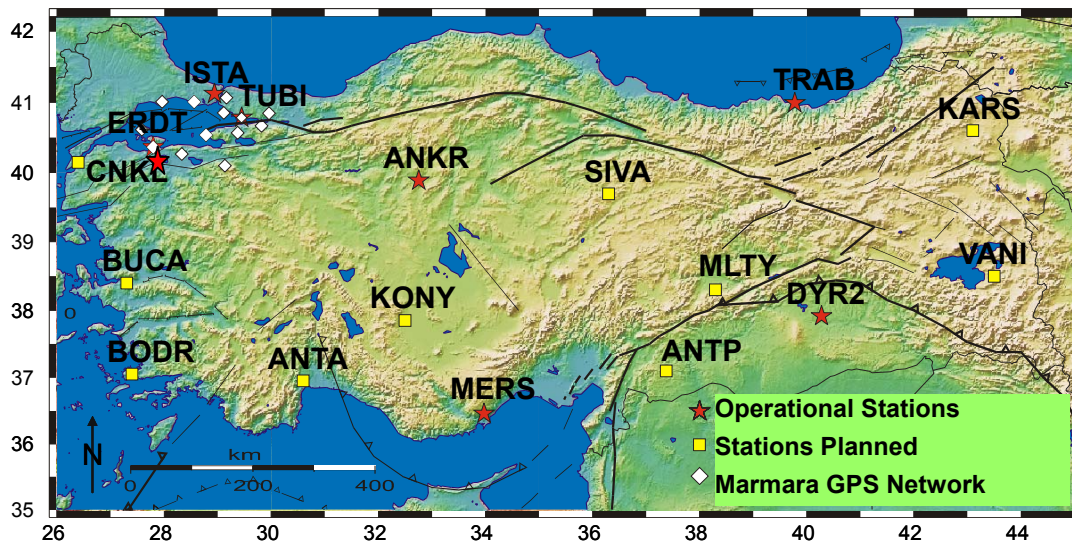 42
41
40
39
38
37
36
35
ISTA
TUBI
ERDT
CNKL
TRAB
KARS
ANKR
SIVA
BUCA
MLTY
VANI
KONY
DYR2
BODR
ANTA
ANTP
MERS
0
N
km
0 200 400
Operational Stations
Stations Planned
Marmara GPS Network
26 28 30 32 34 36 38 40 42 44